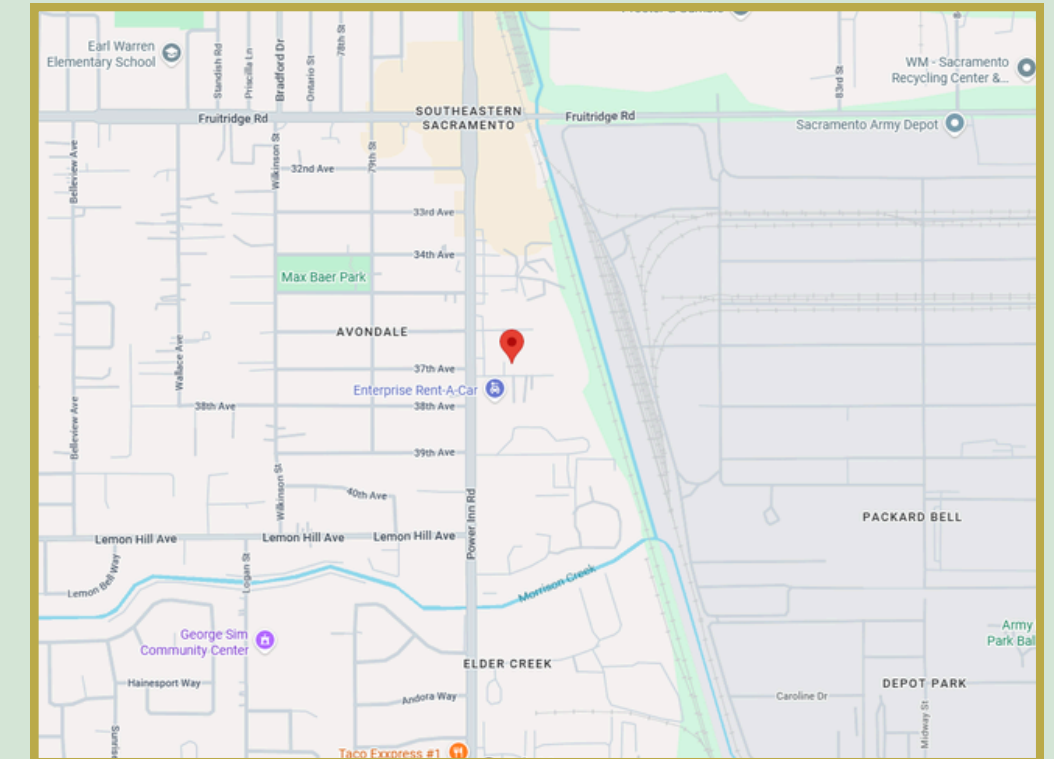 Earl Warren
Elementary School
Standish Rd
Priscilla Ln
Bradford Dr
Ontario St
78th St
83rd St
WM - Sacramento
Recycling Center &...
Fruitridge Rd
SOUTHEASTERN
SACRAMENTO
Fruitridge Rd
Sacramento Army Depot
Belleview Ave
Wilkinson St
32nd Ave
79th St
33rd Ave
34th Ave
Max Baer Park
AVONDALE
Wallace Ave
37th Ave
Enterprise Rent-A-Car
38th Ave
38th Ave
Belleview Ave
39th Ave
Wilkinson St
40th Ave
Power Inn Rd
PACKARD BELL
Lemon Hill Ave
Lemon Hill Ave
Lemon Hill Ave
Lemon Bell Way
Logan St
Morrison Creek
George Sim
Community Center
Army
Park Bal
ELDER CREEK
Hainesport Way
DEPOT PARK
Andora Way
Caroline Dr
Midway St
Taco Exxpress #1